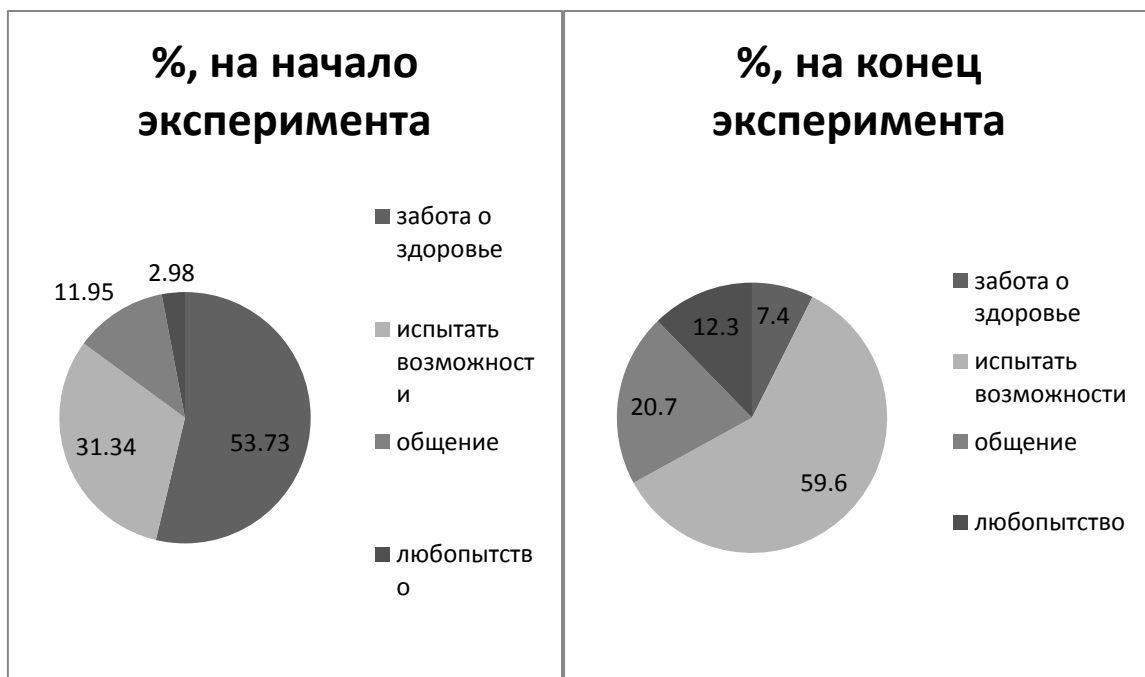 %, на начало
эксперимента
2.98
11.95
31.34
53.73
забота о
здоровье
испытать
возможност
и
общение
любопытств
о
%, на конец
эксперимента
12.3
7.4
20.7
59.6
забота о
здоровье
испытать
возможности
общение
любопытство